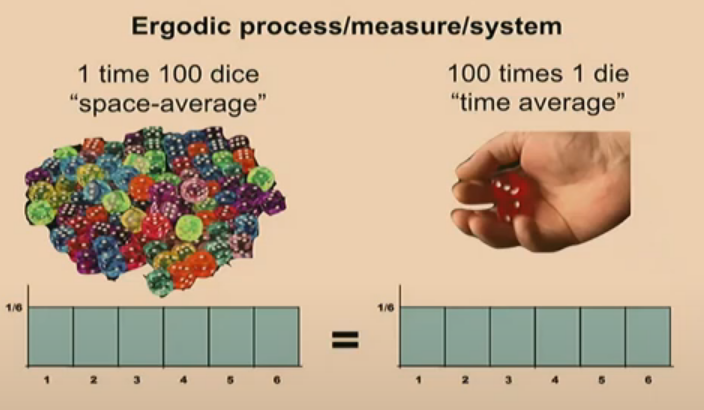 Ergodic process/measure/system
1 time 100 dice
“space-average”
100 times 1 die
“time average”
1/6
1 2 3 4 5 6
=
1/6
1 2 3 4 5 6